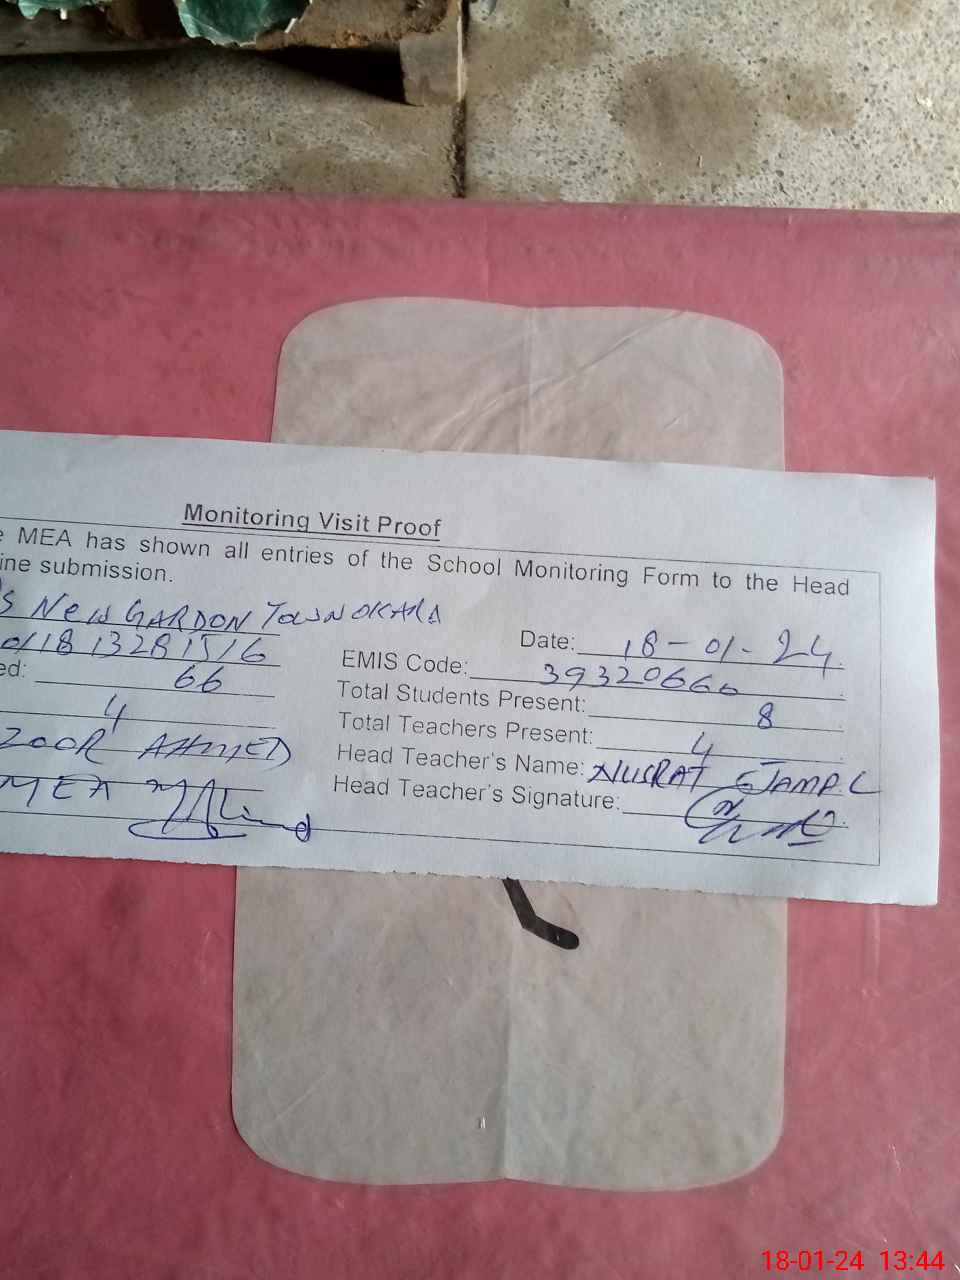 Monitoring Visit Proof
e MEA has shown all entries of the School Monitoring Form to the Head
ine submission.
S New GARDON TOWN OKARA
Date: 18-01-24
01181328 1516
EMIS Code: 39320660
ed: 66
Total Students Present: 8
4
Total Teachers Present: 4
ZOOR AHMED
Head Teacher's Name: NUSRAT JAMAL
MEA
Head Teacher's Signature:
18-01-24 13:44